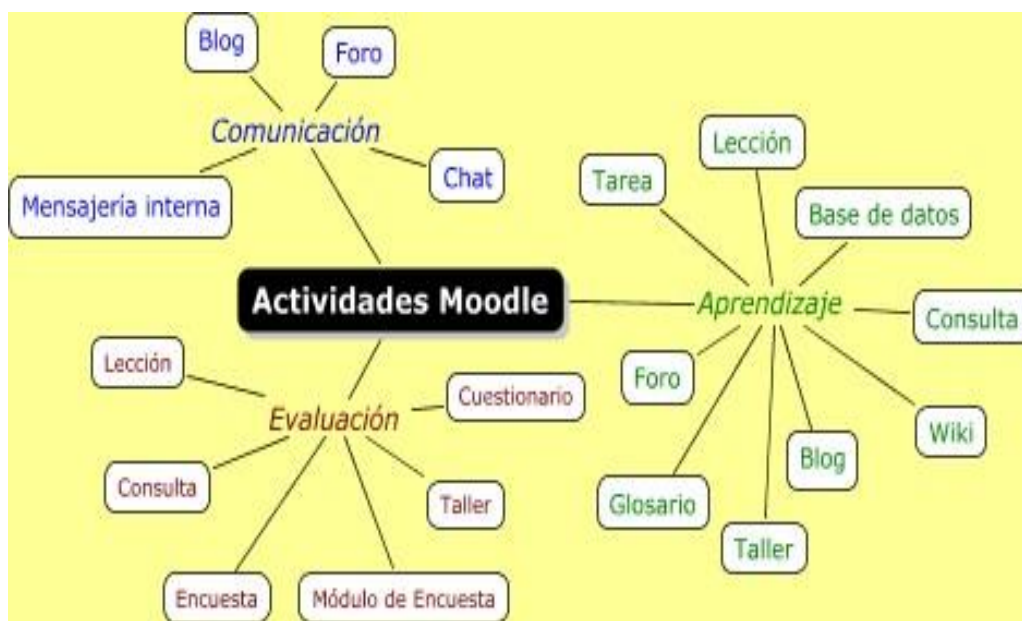 Blog
Foro
Comunicación
Mensajería interna
Chat
Lección
Tarea
Base de datos
Actividades Moodle
Aprendizaje
Consulta
Foro
Wiki
Blog
Glosario
Taller
Lección
Cuestionario
Evaluación
Consulta
Taller
Encuesta
Módulo de Encuesta